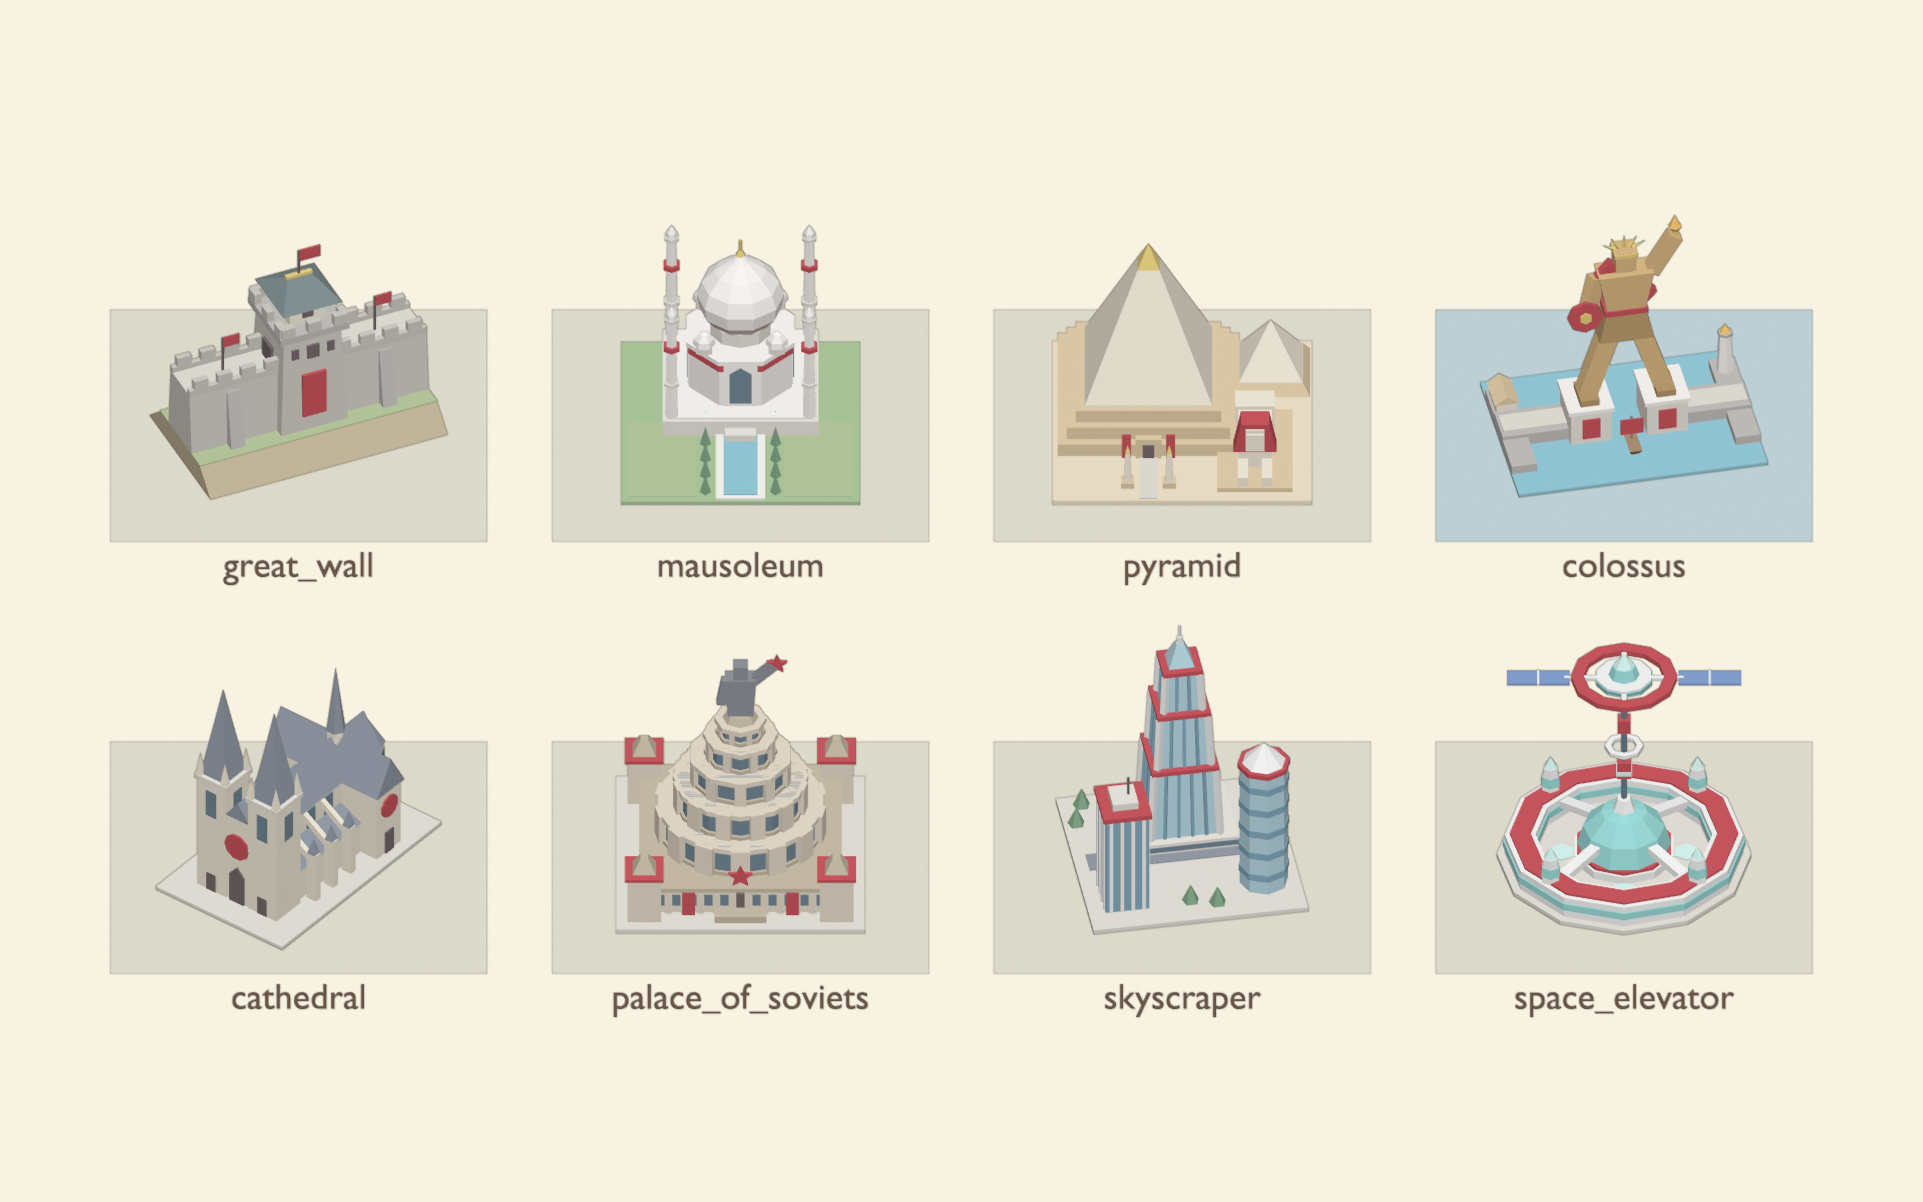 great_wall
mausoleum
pyramid
colossus
cathedral
palace_of_soviets
skyscraper
space_elevator